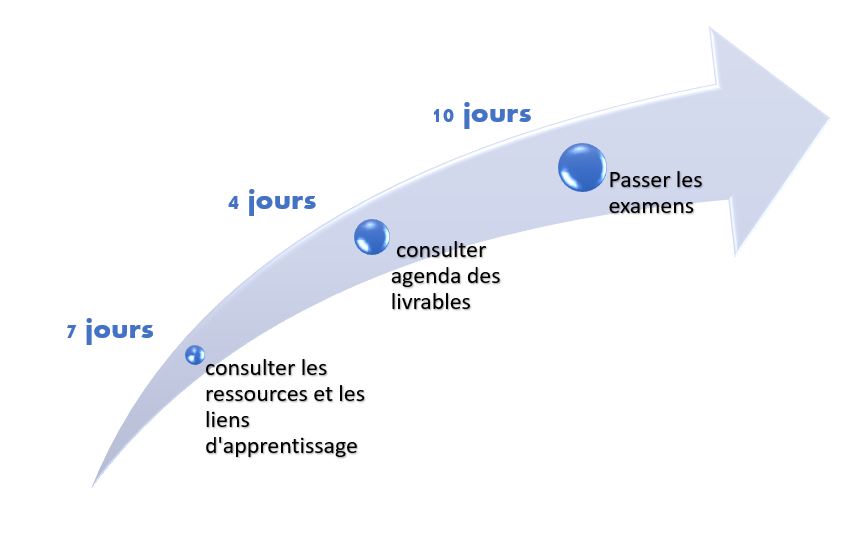 10 jours
Passer les
examens
4 jours
consulter
agenda des
livrables
7 jours
consulter les
ressources et les
liens
d'apprentissage